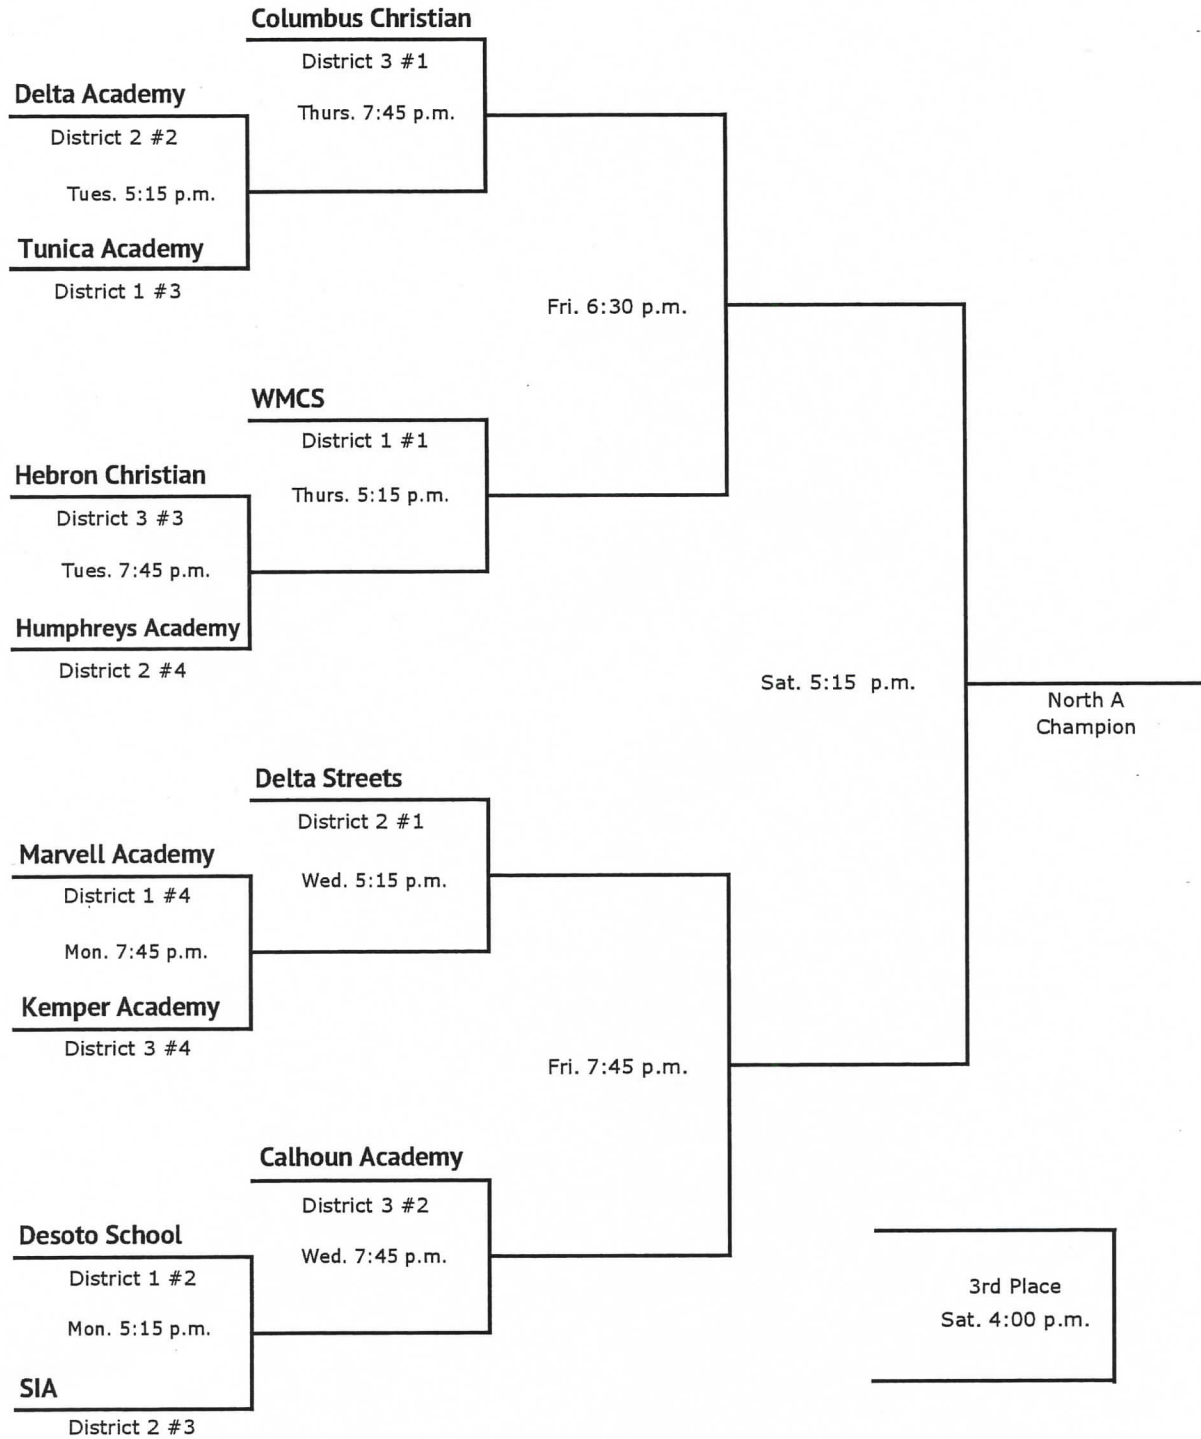 Columbus Christian
District 3 #1
Thurs. 7:45 p.m.
Delta Academy
District 2 #2
Tues. 5:15 p.m.
Tunica Academy
District 1 #3
Fri. 6:30 p.m.
WMCS
District 1 #1
Thurs. 5:15 p.m.
Hebron Christian
District 3 #3
Tues. 7:45 p.m.
Humphreys Academy
District 2 #4
Sat. 5:15 p.m.
North A
Champion
Delta Streets
District 2 #1
Wed. 5:15 p.m.
Marvell Academy
District 1 #4
Mon. 7:45 p.m.
Kemper Academy
District 3 #4
Fri. 7:45 p.m.
Calhoun Academy
District 3 #2
Wed. 7:45 p.m.
Desoto School
District 1 #2
Mon. 5:15 p.m.
SIA
District 2 #3
3rd Place
Sat. 4:00 p.m.